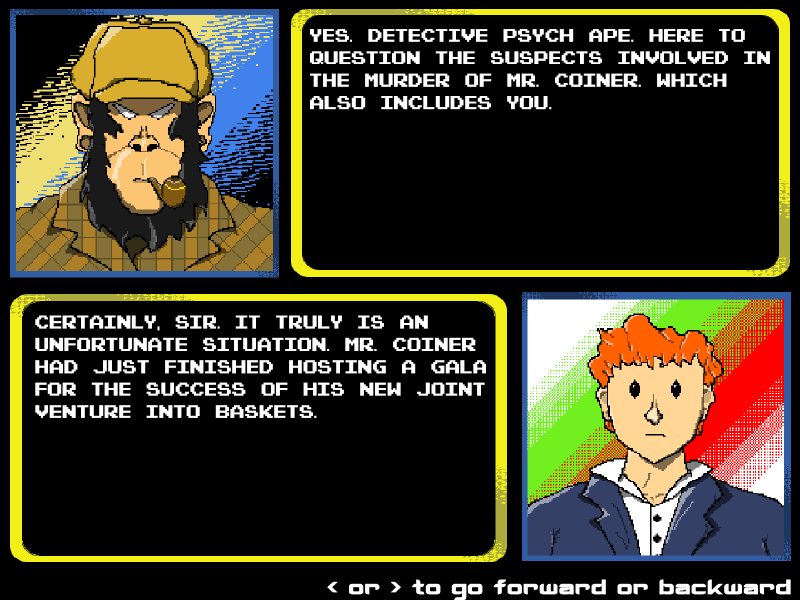 YES. DETECTIVE PSYCH APE. HERE TO
QUESTION THE SUSPECTS INVOLVED IN
THE MURDER OF MR. COINER. WHICH
ALSO INCLUDES YOU.
CERTAINLY, SIR. IT TRULY IS AN
UNFORTUNATE SITUATION. MR. COINER
HAD JUST FINISHED HOSTING A GALA
FOR THE SUCCESS OF HIS NEW JOINT
VENTURE INTO BASKETS.
< or > to go forward or backward